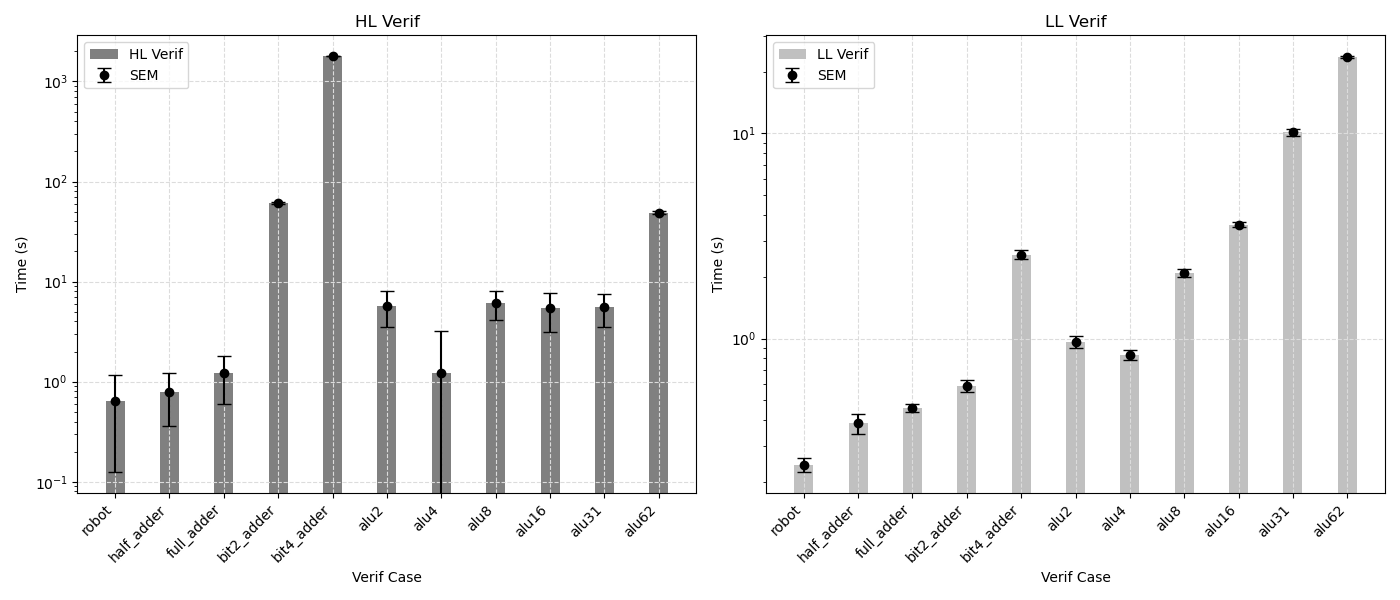 HL Verif
HL Verif
SEM
Time (s)
10³
10²
10¹
10⁰
10⁻¹
robot
half_adder
full_adder
bit2_adder
bit4_adder
alu2
alu4
alu8
alu16
alu31
alu62
Verif Case
LL Verif
LL Verif
SEM
Time (s)
10¹
10⁰
robot
half_adder
full_adder
bit2_adder
bit4_adder
alu2
alu4
alu8
alu16
alu31
alu62
Verif Case